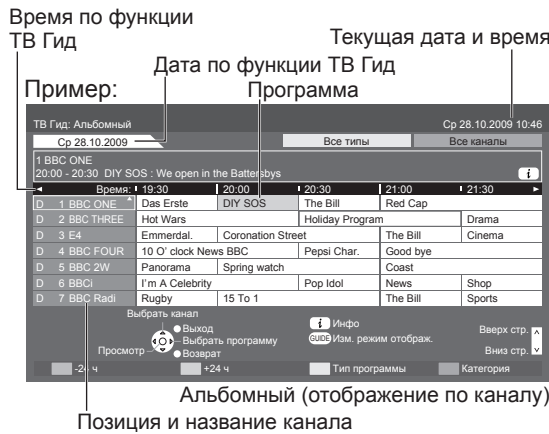 Время по функции
ТВ Гид
Текущая дата и время
Дата по функции ТВ Гид
Пример:
Программа
ТВ Гид: Альбомный
Ср 28.10.2009 10:46
Ср 28.10.2009
Все типы
Все каналы
1 BBC ONE
20:00 - 20:30 DIY SOS : We open in the Battersbys
i
Время: 19:30 20:00 20:30 21:00 21:30
D 1 BBC ONE Das Erste DIY SOS The Bill Red Cap
D 2 BBC THREE Hot Wars Holiday Program Drama
D 3 E4 Emmerdal. Coronation Street The Bill Cinema
D 4 BBC FOUR 10 O' clock News BBC Pepsi Char. Good bye
D 5 BBC 2W Panorama Spring watch Coast
D 6 BBCi I'm A Celebrity Pop Idol News Shop
D 7 BBC Radi Rugby 15 To 1 The Bill Sports
Выбрать канал
Выход
Выбрать программу
Просмотр
Возврат
i Инфо
GUIDE Изм. режим отображ.
Вверх стр.
Вниз стр.
-24 ч +24 ч Тип программы Категория
Альбомный (отображение по каналу)
Позиция и название канала